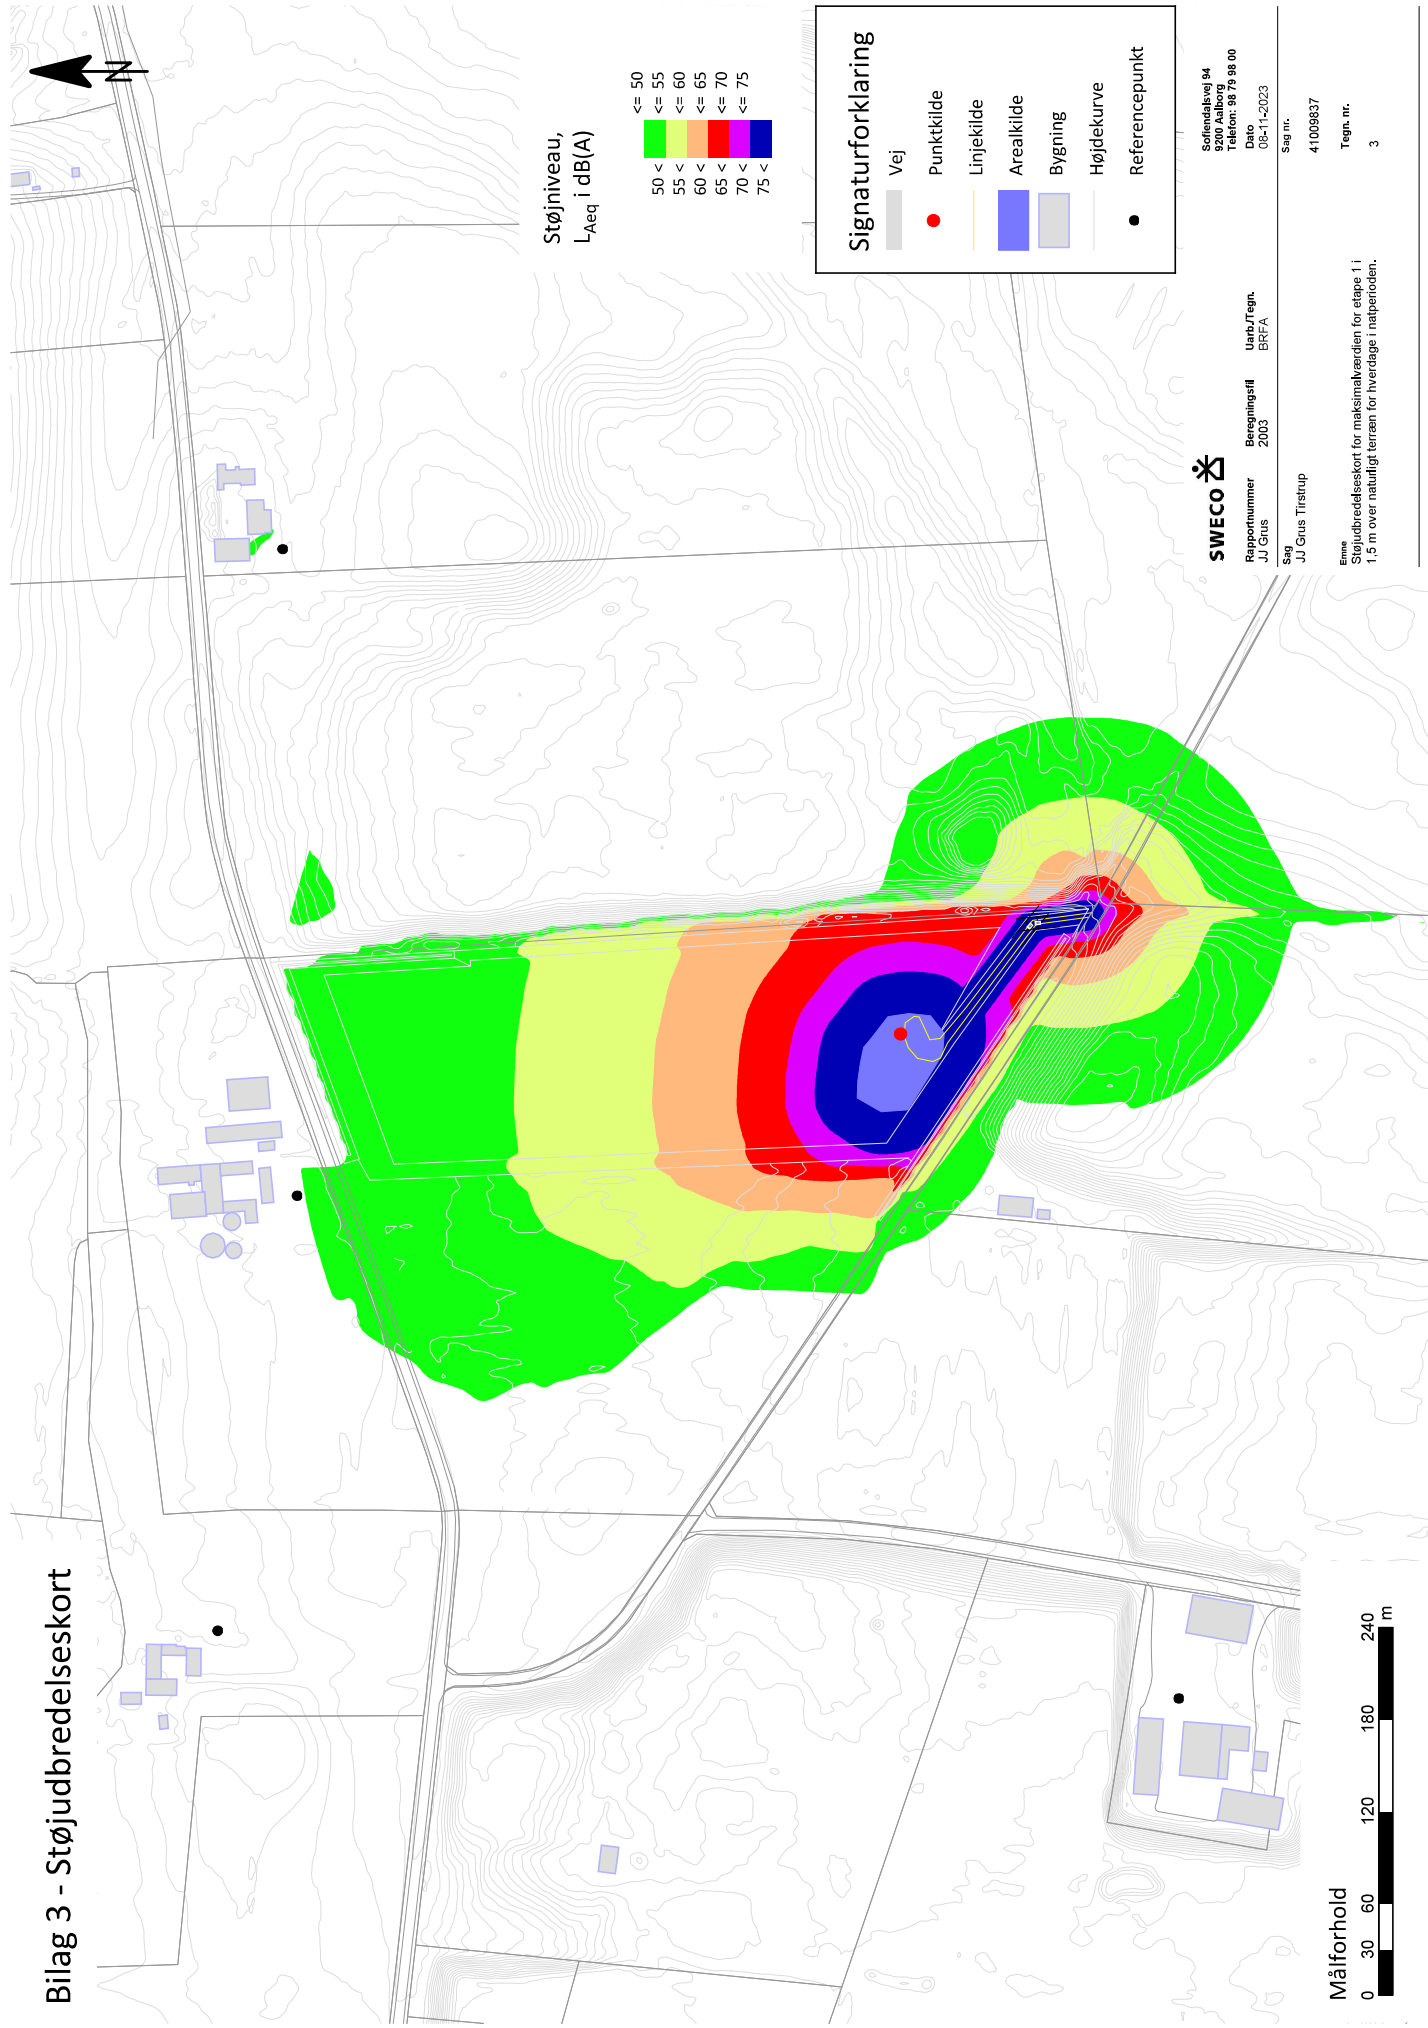 Bilag 3 - Støjudbredelseskort
N
Støjniveau,
LAeq i dB(A)
<= 50
50 < <= 55
55 < <= 60
60 < <= 65
65 < <= 70
70 < <= 75
75 <
Signaturforklaring
Vej
Punktkilde
Linjekilde
Arealkilde
Bygning
Højdekurve
Referencepunkt
Målforhold
0 30 60 120 180 240
m
SWECO
Sofiendalsvej 94
9200 Aalborg
Telefon: 98 79 98 00
Rapportnummer Beregningsfil Uarb./Tegn. Dato
JJ Grus 2003 BRFA 08-11-2023
Sag Sag nr.
JJ Grus Tirstrup 41009837
Emne Tegn. nr.
Støjudbredelseskort for maksimalværdien for etape 1 i
1,5 m over naturligt terræn for hverdage i natperioden.
3